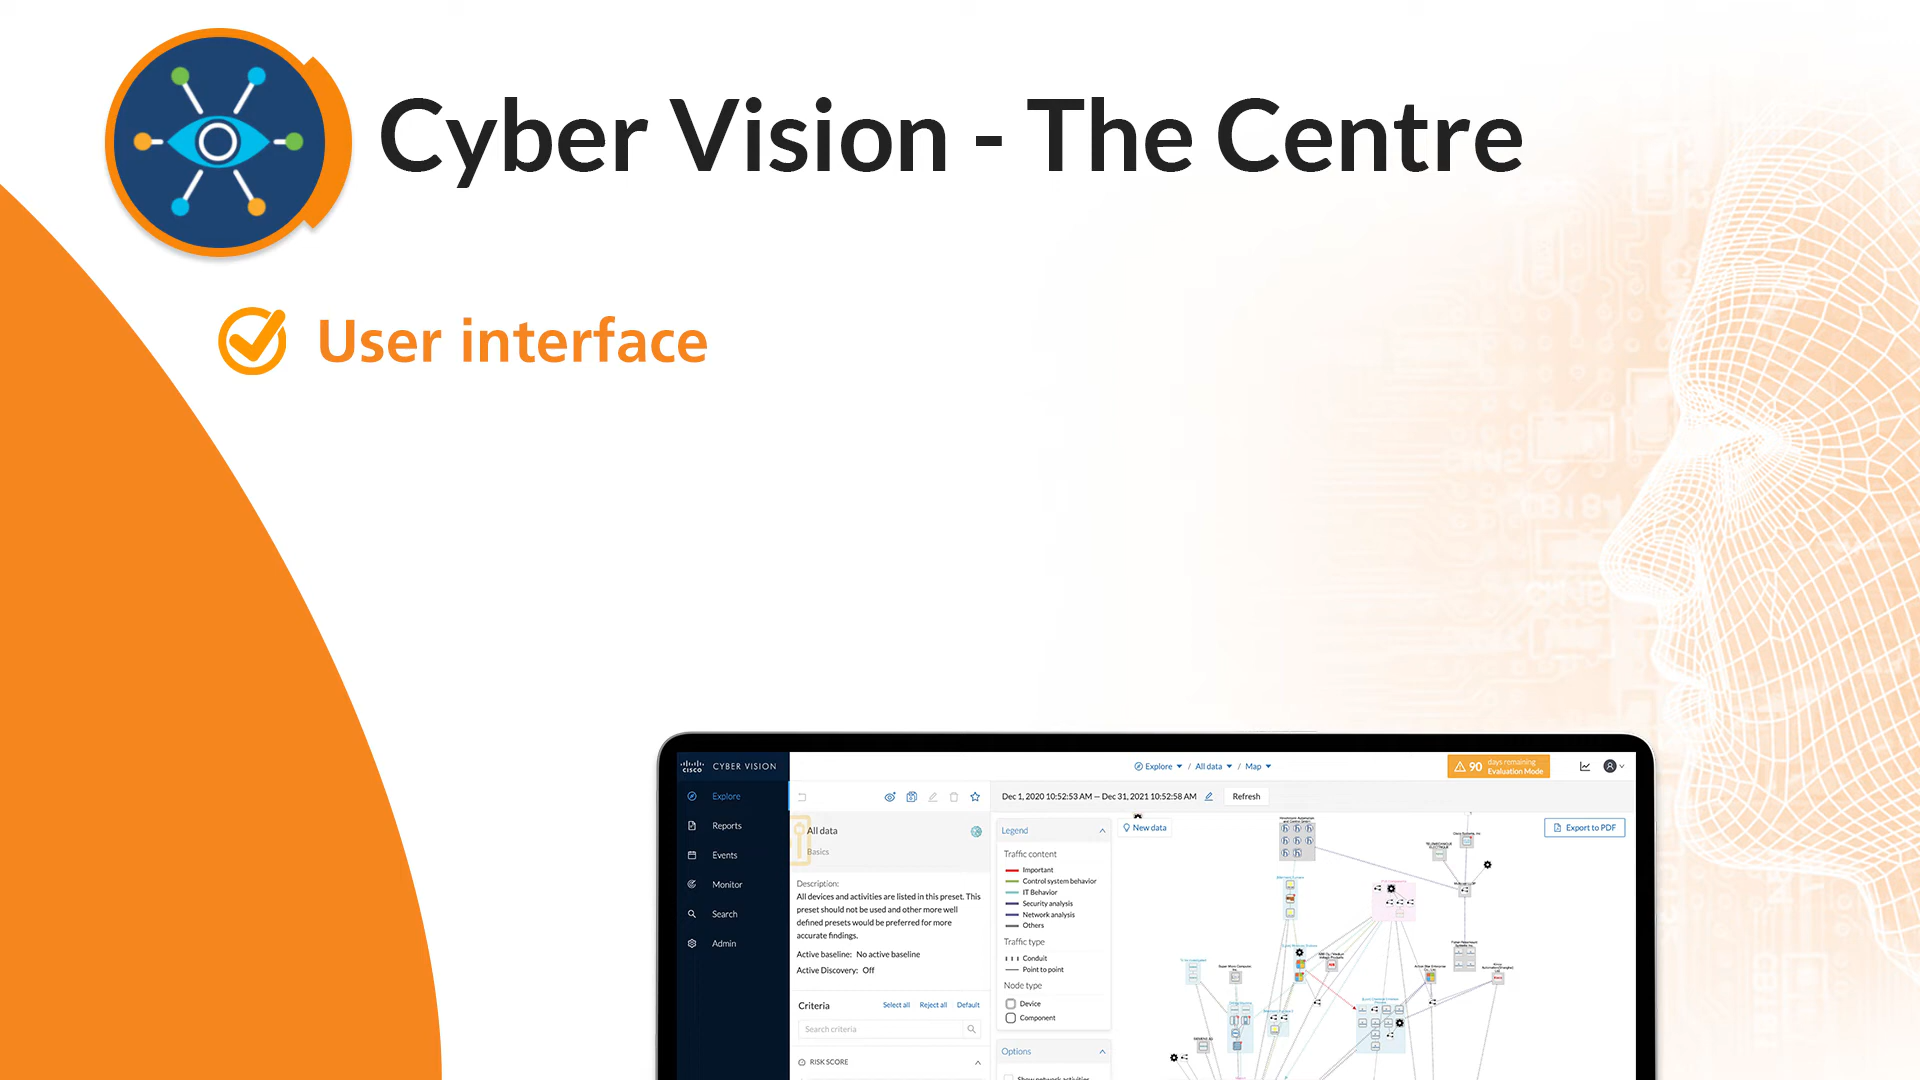 Cyber Vision - The Centre
User interface
CISCO CYBER VISION
Explore / All data / Map
90 days remaining
Evaluation Mode
Explore
Reports
Events
Monitor
Search
Admin
All data
Basics
Description:
All devices and activities are listed in this preset. This
preset should not be used and other more well
defined presets would be preferred for more
accurate findings.
Active baseline: No active baseline
Active Discovery: Off
Criteria Select all Reject all Default
Search criteria
RISK SCORE
Dec 1, 2020 10:52:53 AM — Dec 31, 2021 10:52:58 AM Refresh
Legend
Traffic content
Important
Control system behavior
IT Behavior
Security analysis
Network analysis
Others
Traffic type
Conduit
Point to point
Node type
Device
Component
Options
Show network activities
New data
Export to PDF